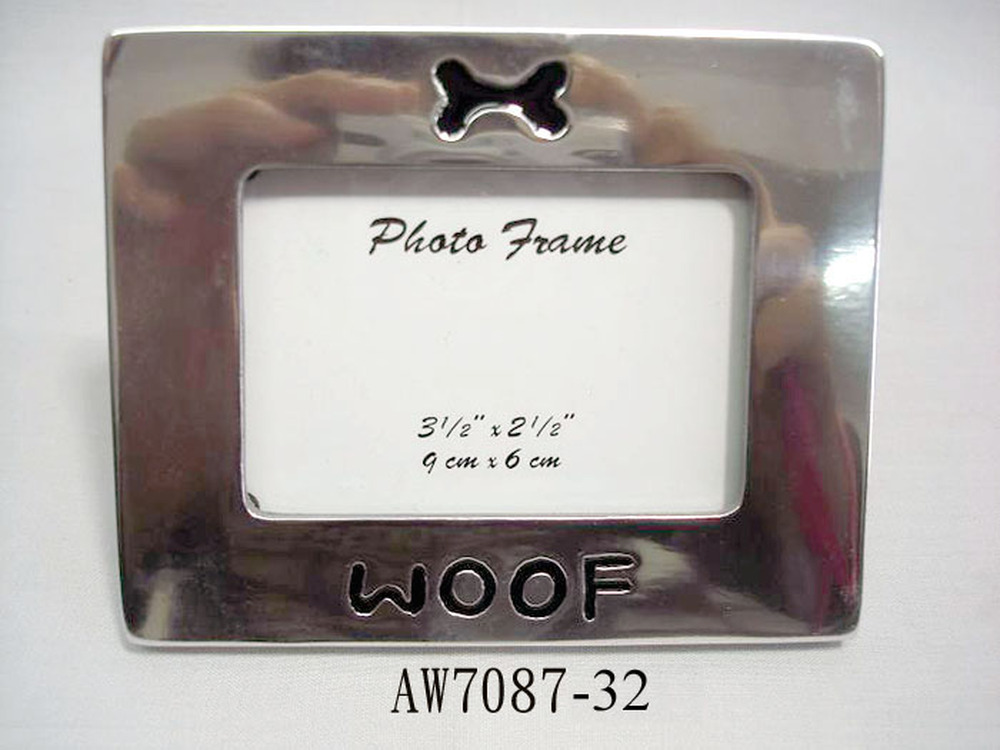 Photo Frame
3 1/2" x 2 1/2"
9 cm x 6 cm
WOOF
AW7087-32